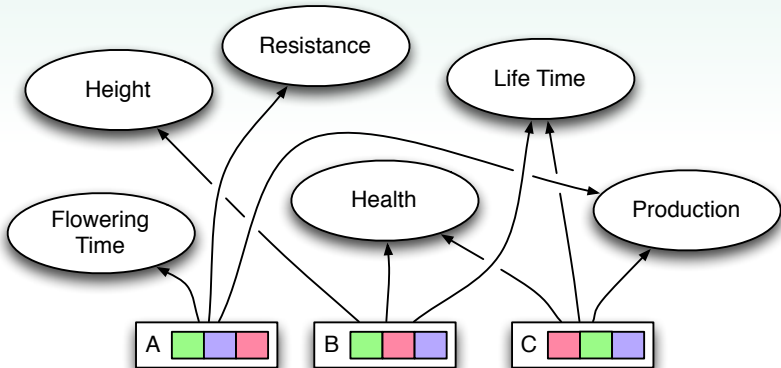 Resistance
Height
Life Time
Health
Flowering
Time
Production
A
B
C